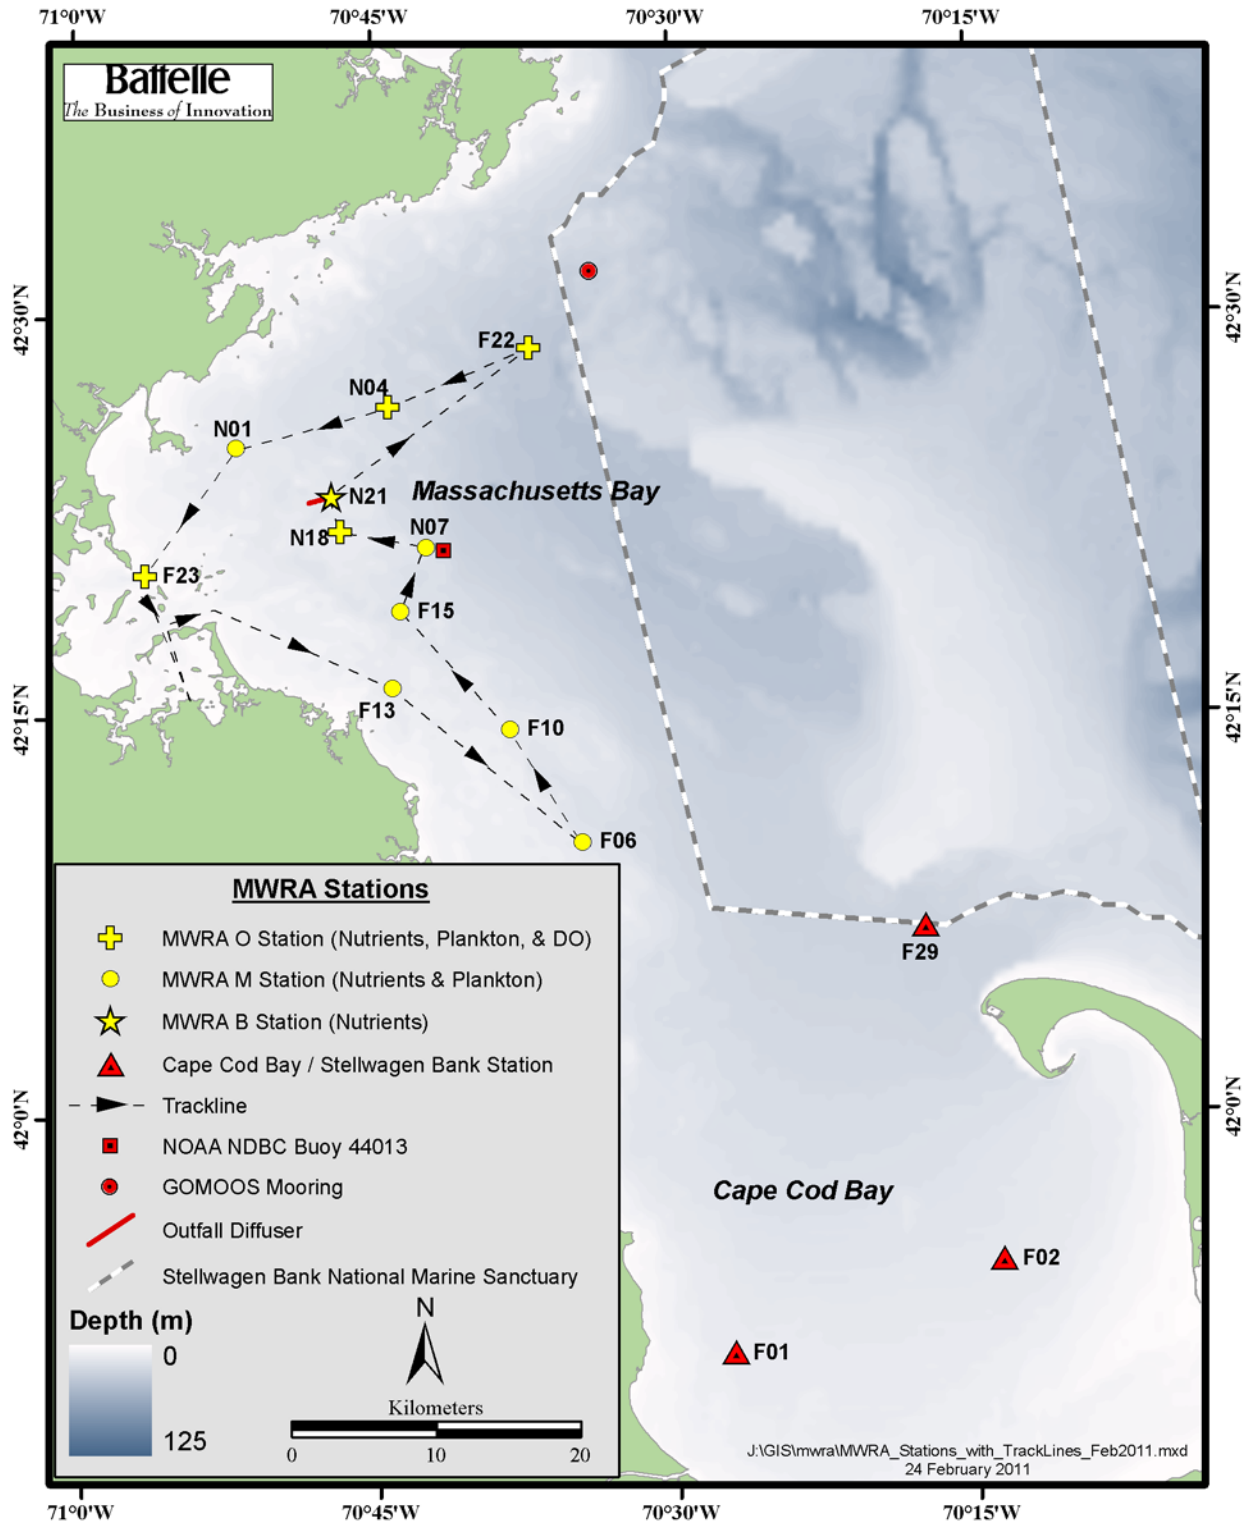 71°0'W 70°45'W 70°30'W 70°15'W
Battelle
The Business of Innovation
42°30'N 42°30'N
F22
N04
N01
N21
Massachusetts Bay
N07
N18
F23
F15
F13
F10
42°15'N 42°15'N
F06
MWRA Stations
MWRA O Station (Nutrients, Plankton, & DO)
MWRA M Station (Nutrients & Plankton)
MWRA B Station (Nutrients)
Cape Cod Bay / Stellwagen Bank Station
Trackline
NOAA NDBC Buoy 44013
GOMOOS Mooring
Outfall Diffuser
Stellwagen Bank National Marine Sanctuary
Depth (m)
0
125
N
Kilometers
0 10 20
F29
42°0'N 42°0'N
Cape Cod Bay
F02
F01
J:\GIS\mwra\MWRA_Stations_with_TrackLines_Feb2011.mxd
24 February 2011
71°0'W 70°45'W 70°30'W 70°15'W